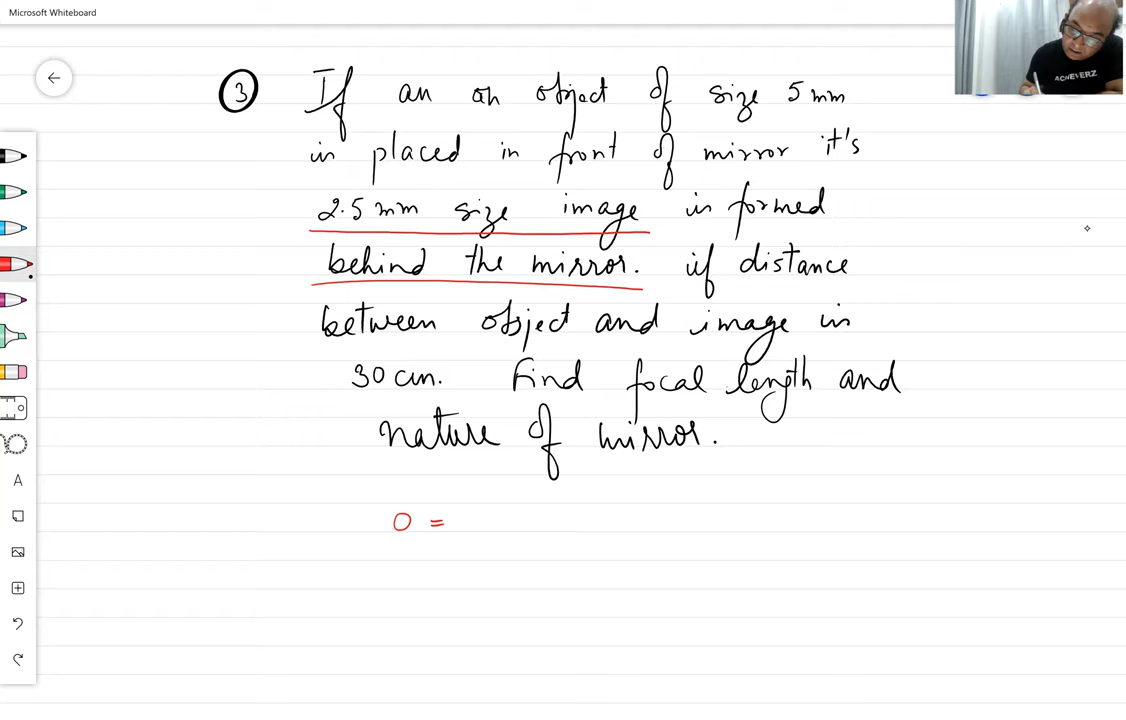 Microsoft Whiteboard
ACHEVERZ
3 If an on object of size 5 mm
is placed in front of mirror it's
2.5 mm size image is formed
behind the mirror. if distance
between object and image is
30 cm. Find focal length and
nature of mirror.
O =
A